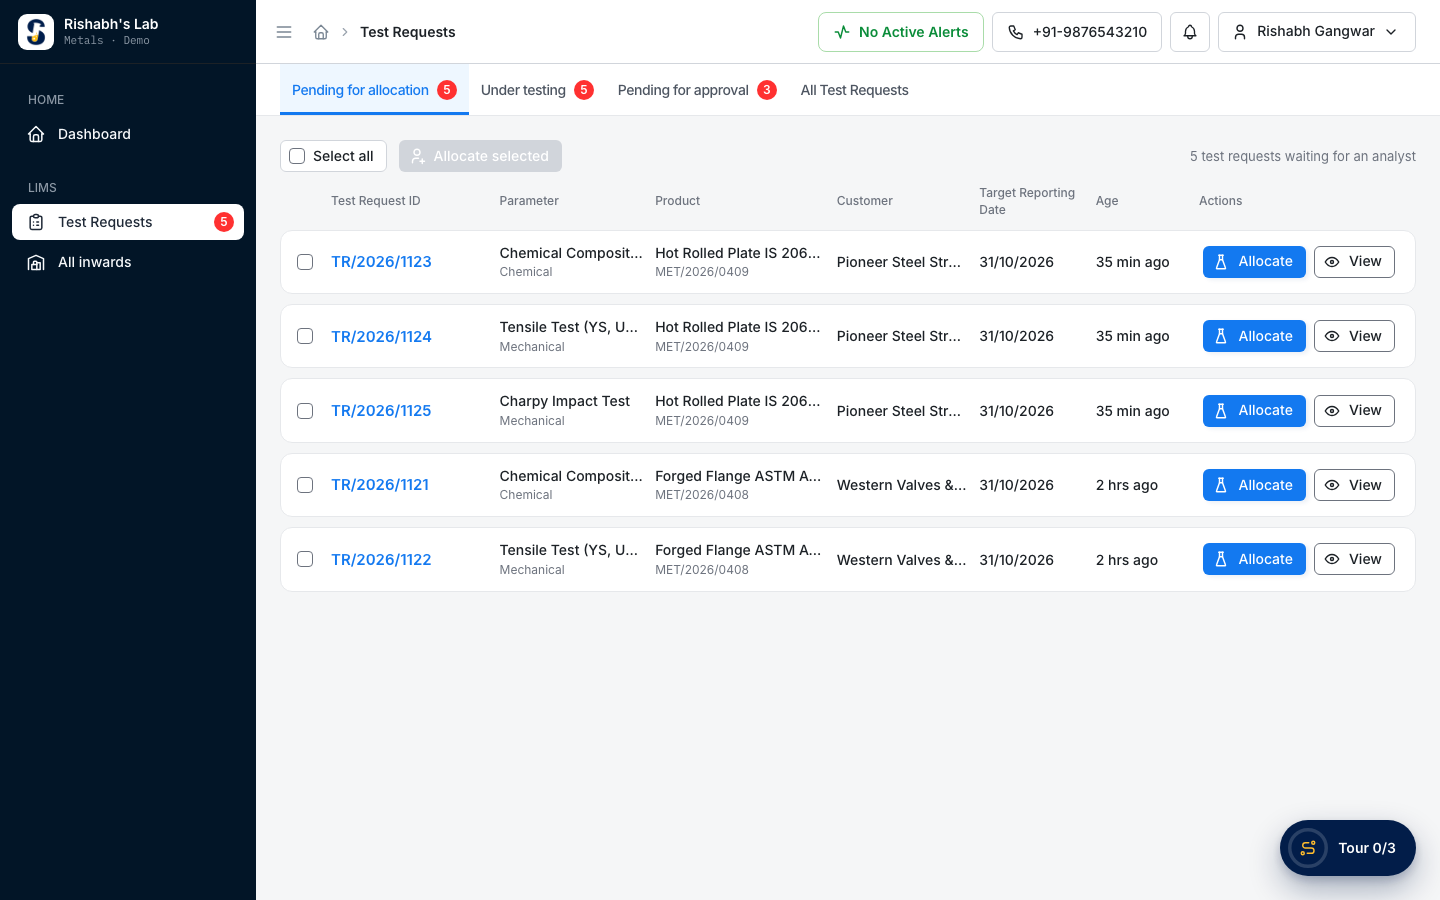 Rishabh's Lab
Metals · Demo
HOME
Dashboard
LIMS
Test Requests 5
All inwards
Test Requests
No Active Alerts
+91-9876543210
Rishabh Gangwar
Pending for allocation 5
Under testing 5
Pending for approval 3
All Test Requests
Select all
Allocate selected
5 test requests waiting for an analyst
Test Request ID
Parameter
Product
Customer
Target Reporting
Date
Age
Actions
TR/2026/1123
Chemical Composit...
Chemical
Hot Rolled Plate IS 206...
MET/2026/0409
Pioneer Steel Str...
31/10/2026
35 min ago
Allocate
View
TR/2026/1124
Tensile Test (YS, U...
Mechanical
Hot Rolled Plate IS 206...
MET/2026/0409
Pioneer Steel Str...
31/10/2026
35 min ago
Allocate
View
TR/2026/1125
Charpy Impact Test
Mechanical
Hot Rolled Plate IS 206...
MET/2026/0409
Pioneer Steel Str...
31/10/2026
35 min ago
Allocate
View
TR/2026/1121
Chemical Composit...
Chemical
Forged Flange ASTM A...
MET/2026/0408
Western Valves &...
31/10/2026
2 hrs ago
Allocate
View
TR/2026/1122
Tensile Test (YS, U...
Mechanical
Forged Flange ASTM A...
MET/2026/0408
Western Valves &...
31/10/2026
2 hrs ago
Allocate
View
Tour 0/3